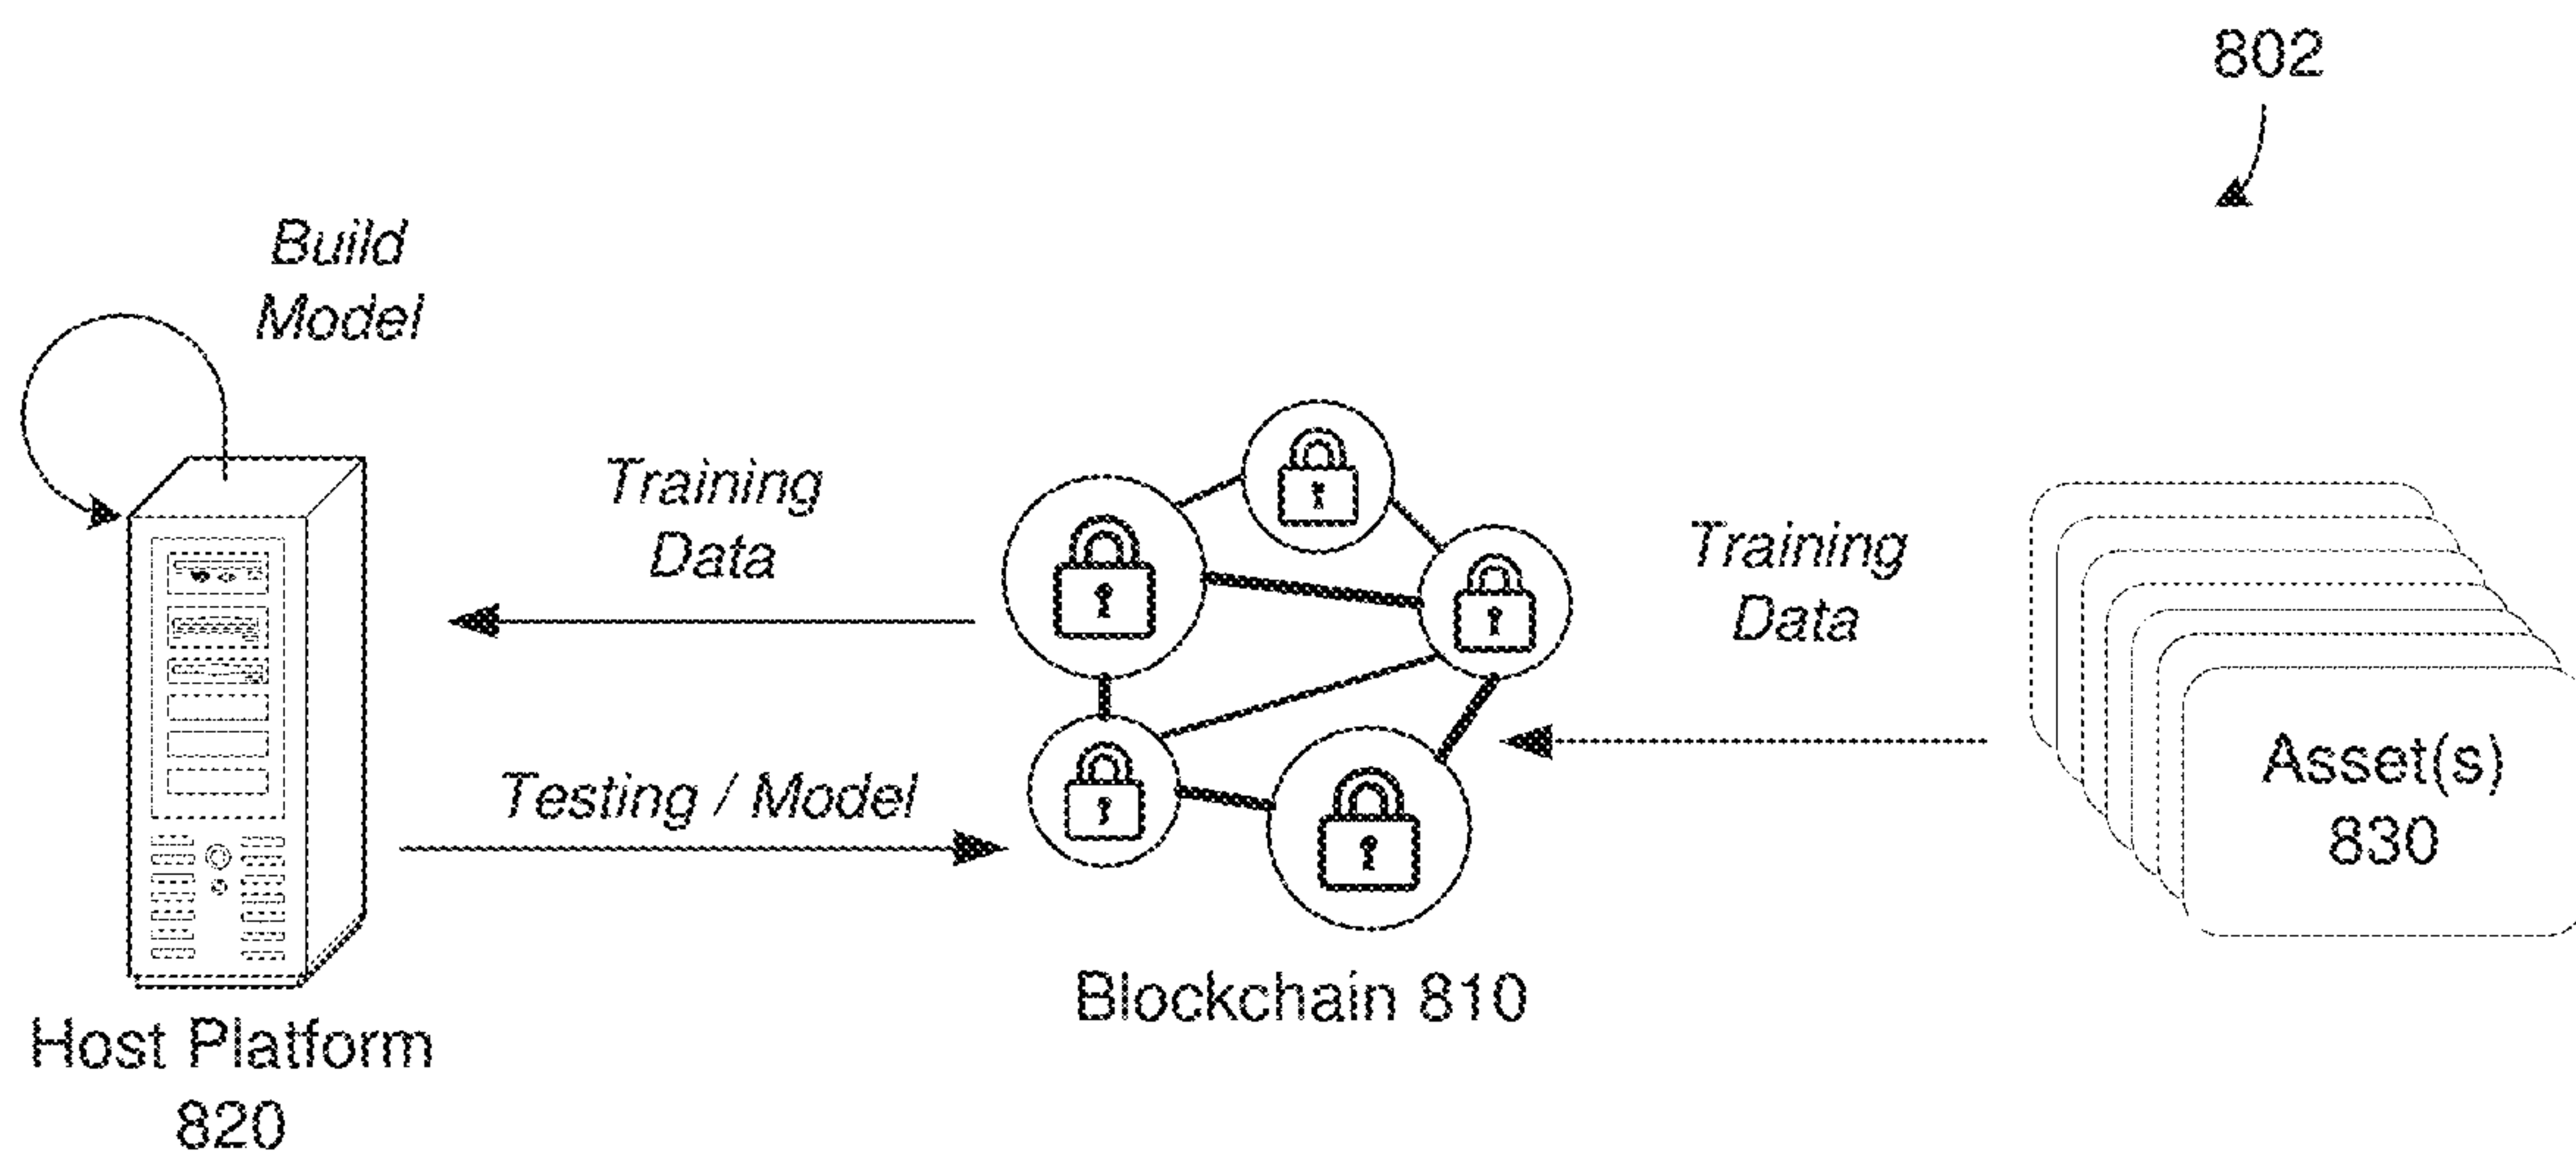 802
Build
Model
Training
Data
Training
Data
Testing / Model
Asset(s)
830
Blockchain 810
Host Platform
820